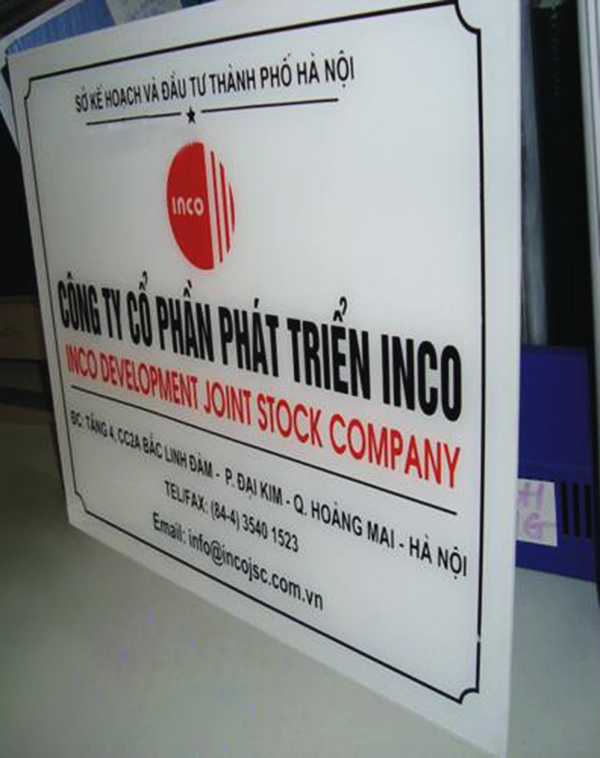 SỞ KẾ HOẠCH VÀ ĐẦU TƯ THÀNH PHỐ HÀ NỘI
INCO
CÔNG TY CỔ PHẦN PHÁT TRIỂN INCO
INCO DEVELOPMENT JOINT STOCK COMPANY
ĐC: TẦNG 4, CC2A BẮC LINH ĐÀM - P. ĐẠI KIM - Q. HOÀNG MAI - HÀ NỘI
TEL/FAX: (84-4) 3540 1523
Email: info@incojsc.com.vn